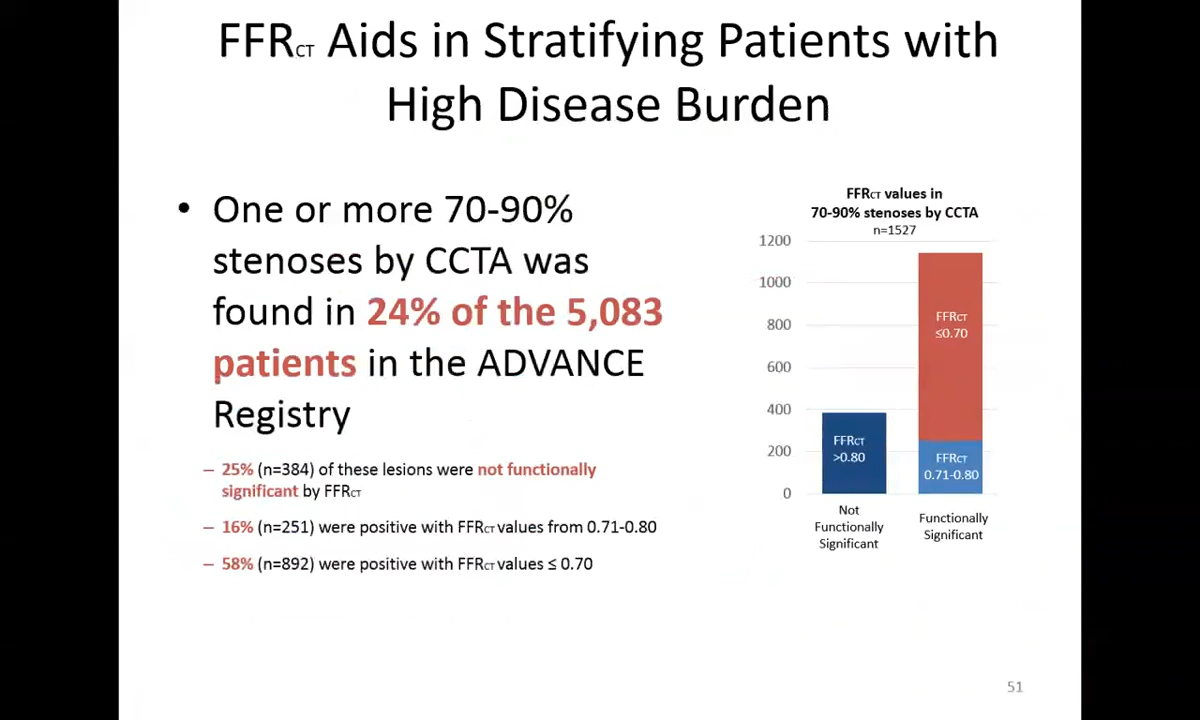 FFRCT Aids in Stratifying Patients with
High Disease Burden
• One or more 70-90%
stenoses by CCTA was
found in 24% of the 5,083
patients in the ADVANCE
Registry
– 25% (n=384) of these lesions were not functionally
significant by FFRCT
– 16% (n=251) were positive with FFRCT values from 0.71-0.80
– 58% (n=892) were positive with FFRCT values ≤ 0.70
FFRCT values in
70-90% stenoses by CCTA
n=1527
1200
1000
800
600
400
200
0
FFRCT
>0.80
FFRCT
≤0.70
FFRCT
0.71-0.80
Not
Functionally
Significant
Functionally
Significant
51